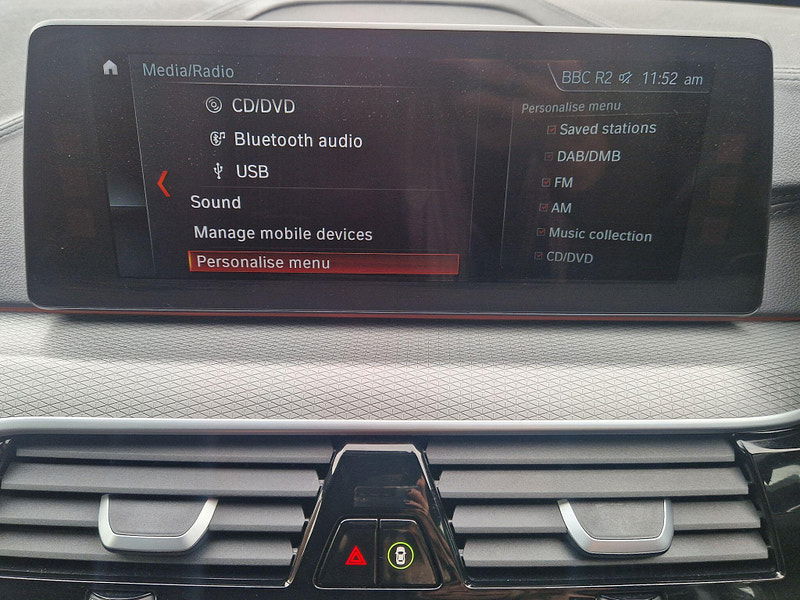 Media/Radio
BBC R2 11:52 am
CD/DVD
Bluetooth audio
USB
Sound
Manage mobile devices
Personalise menu
Personalise menu
Saved stations
DAB/DMB
FM
AM
Music collection
CD/DVD